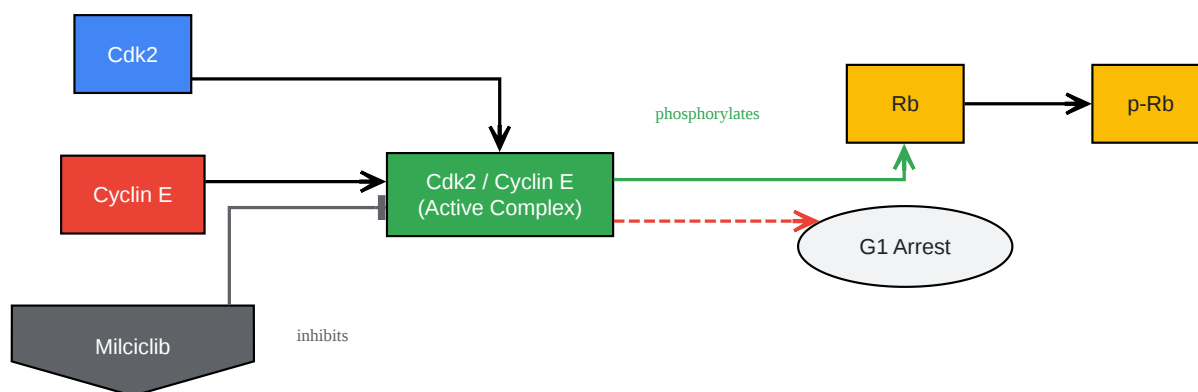 Cdk2
phosphorylates
Rb
p-Rb
Cyclin E
Cdk2 / Cyclin E
(Active Complex)
G1 Arrest
Milciclib
inhibits